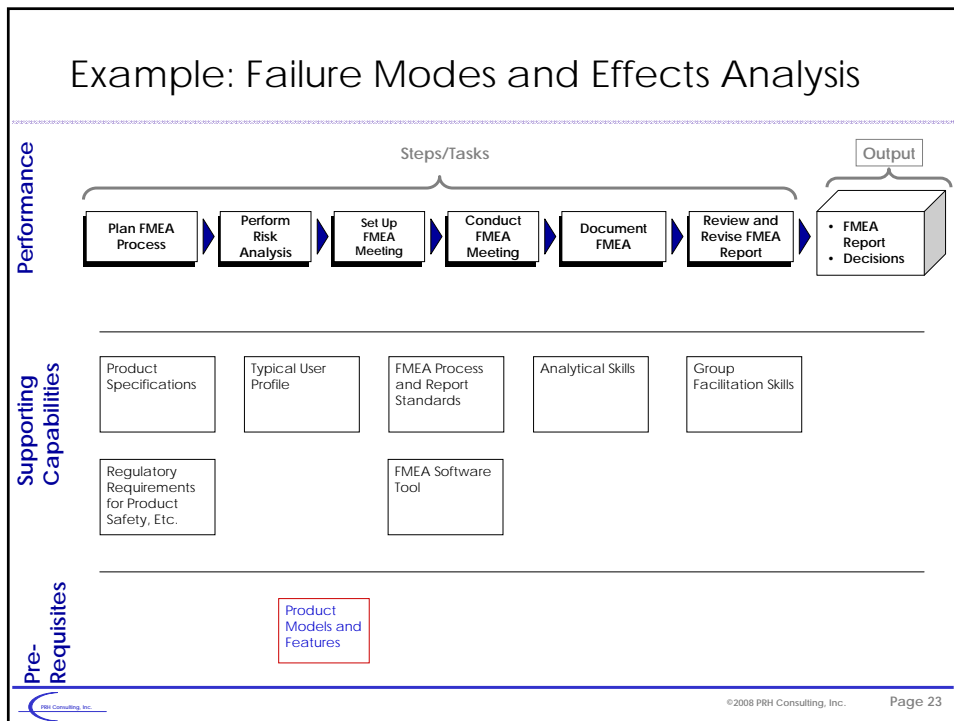 Example: Failure Modes and Effects Analysis
Performance
Steps/Tasks
Output
Plan FMEA
Process
Perform
Risk
Analysis
Set Up
FMEA
Meeting
Conduct
FMEA
Meeting
Document
FMEA
Review and
Revise FMEA
Report
• FMEA
Report
• Decisions
Supporting
Capabilities
Product
Specifications
Typical User
Profile
FMEA Process
and Report
Standards
Analytical Skills
Group
Facilitation Skills
Regulatory
Requirements
for Product
Safety, Etc.
FMEA Software
Tool
Pre-
Requisites
Product
Models and
Features
PRH Consulting, Inc.
©2008 PRH Consulting, Inc.
Page 23